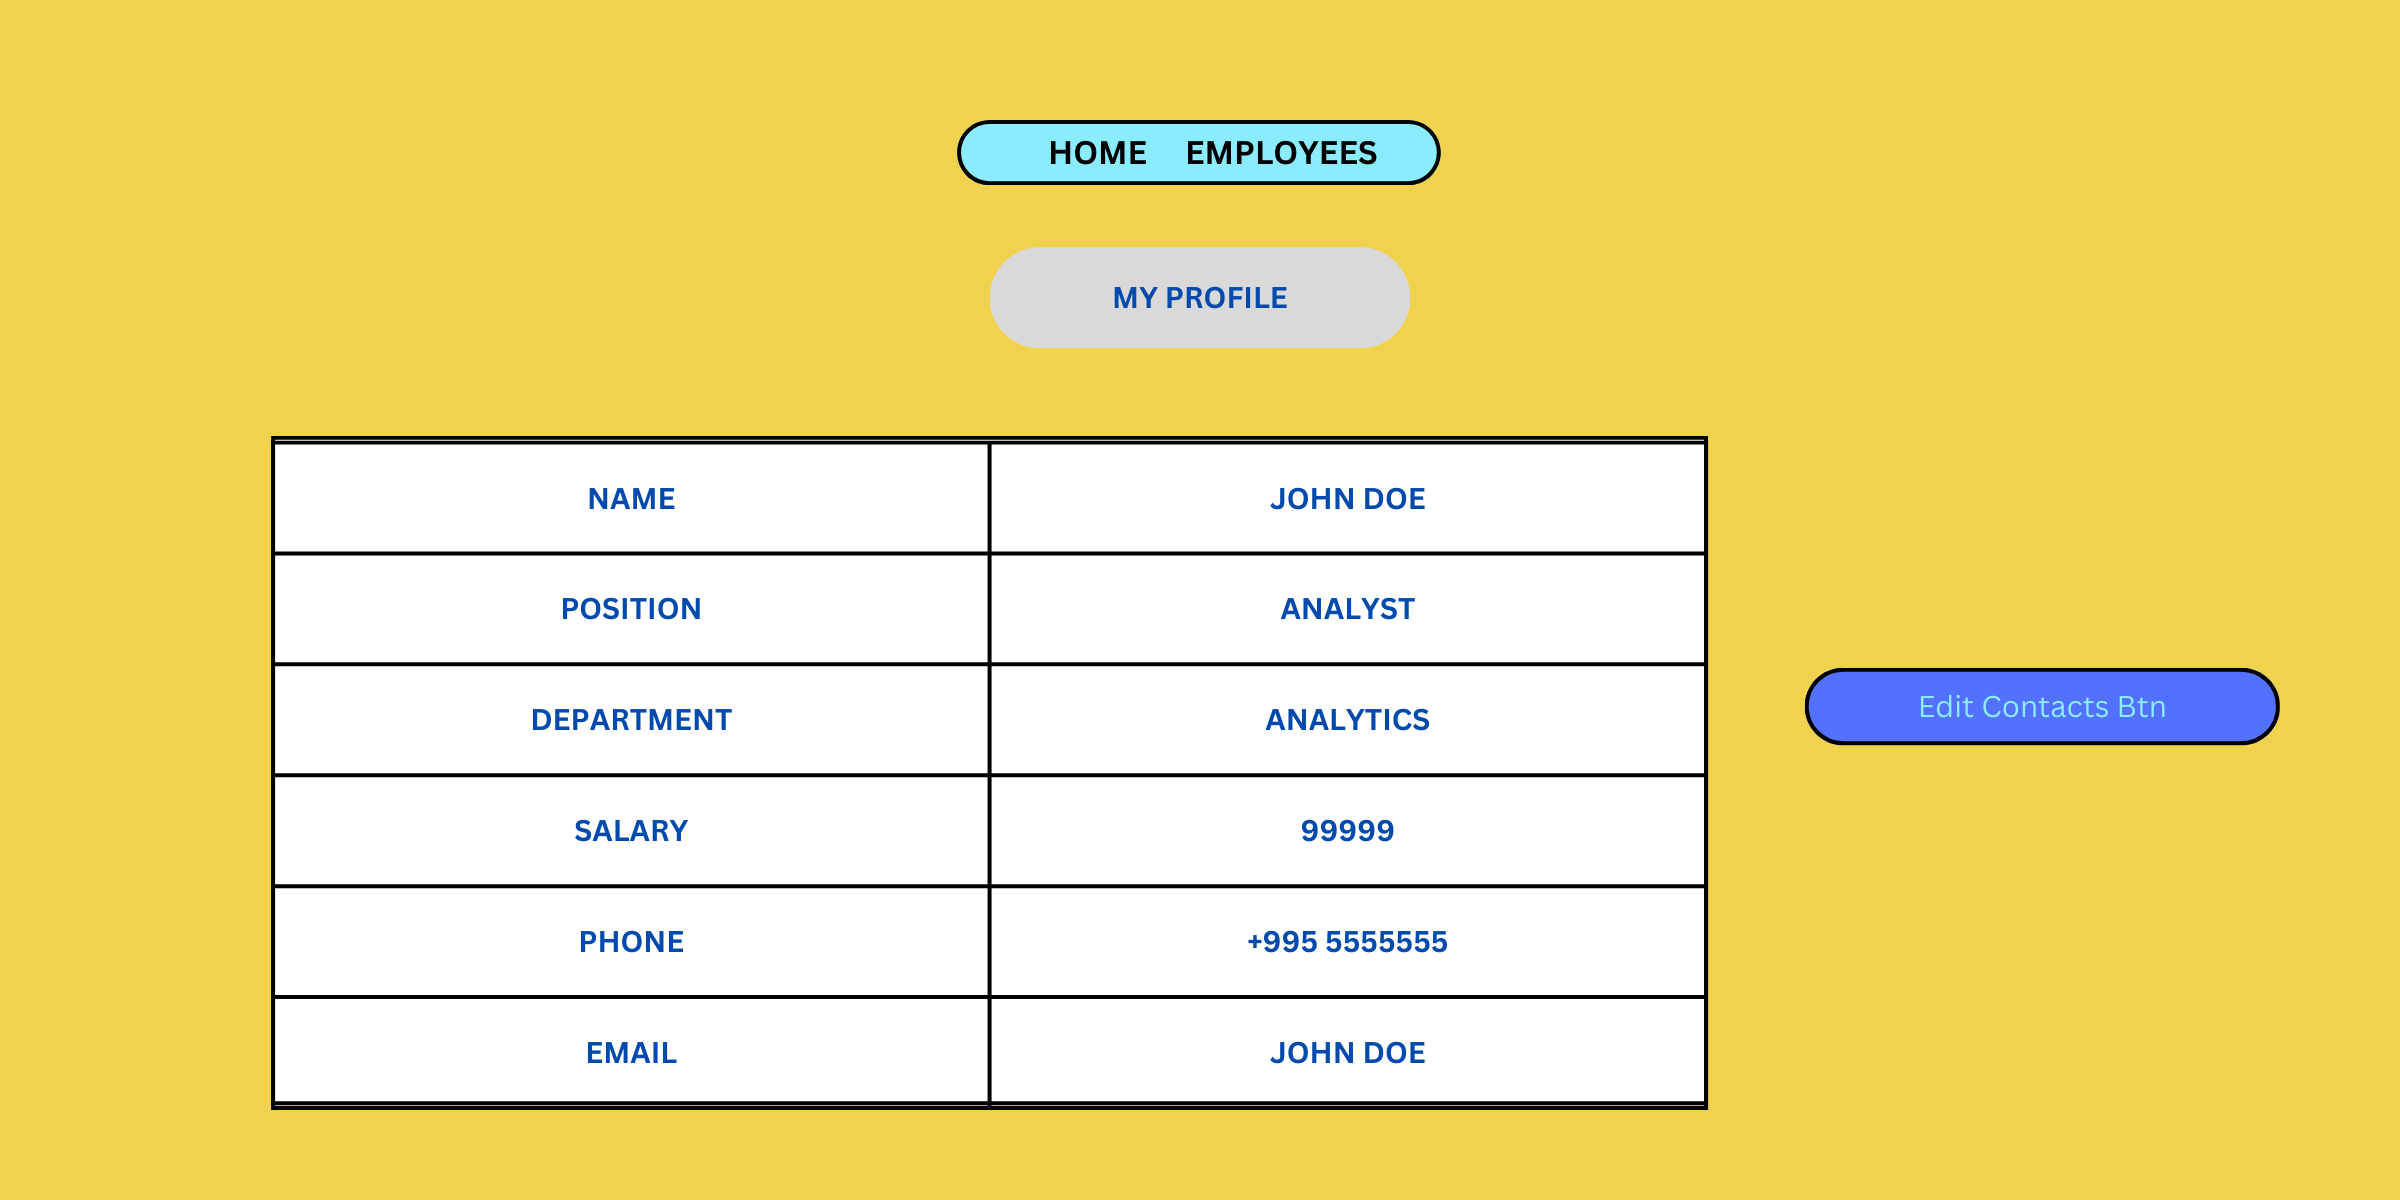 HOME EMPLOYEES
MY PROFILE
NAME JOHN DOE
POSITION ANALYST
DEPARTMENT ANALYTICS
Edit Contacts Btn
SALARY 99999
PHONE +995 5555555
EMAIL JOHN DOE